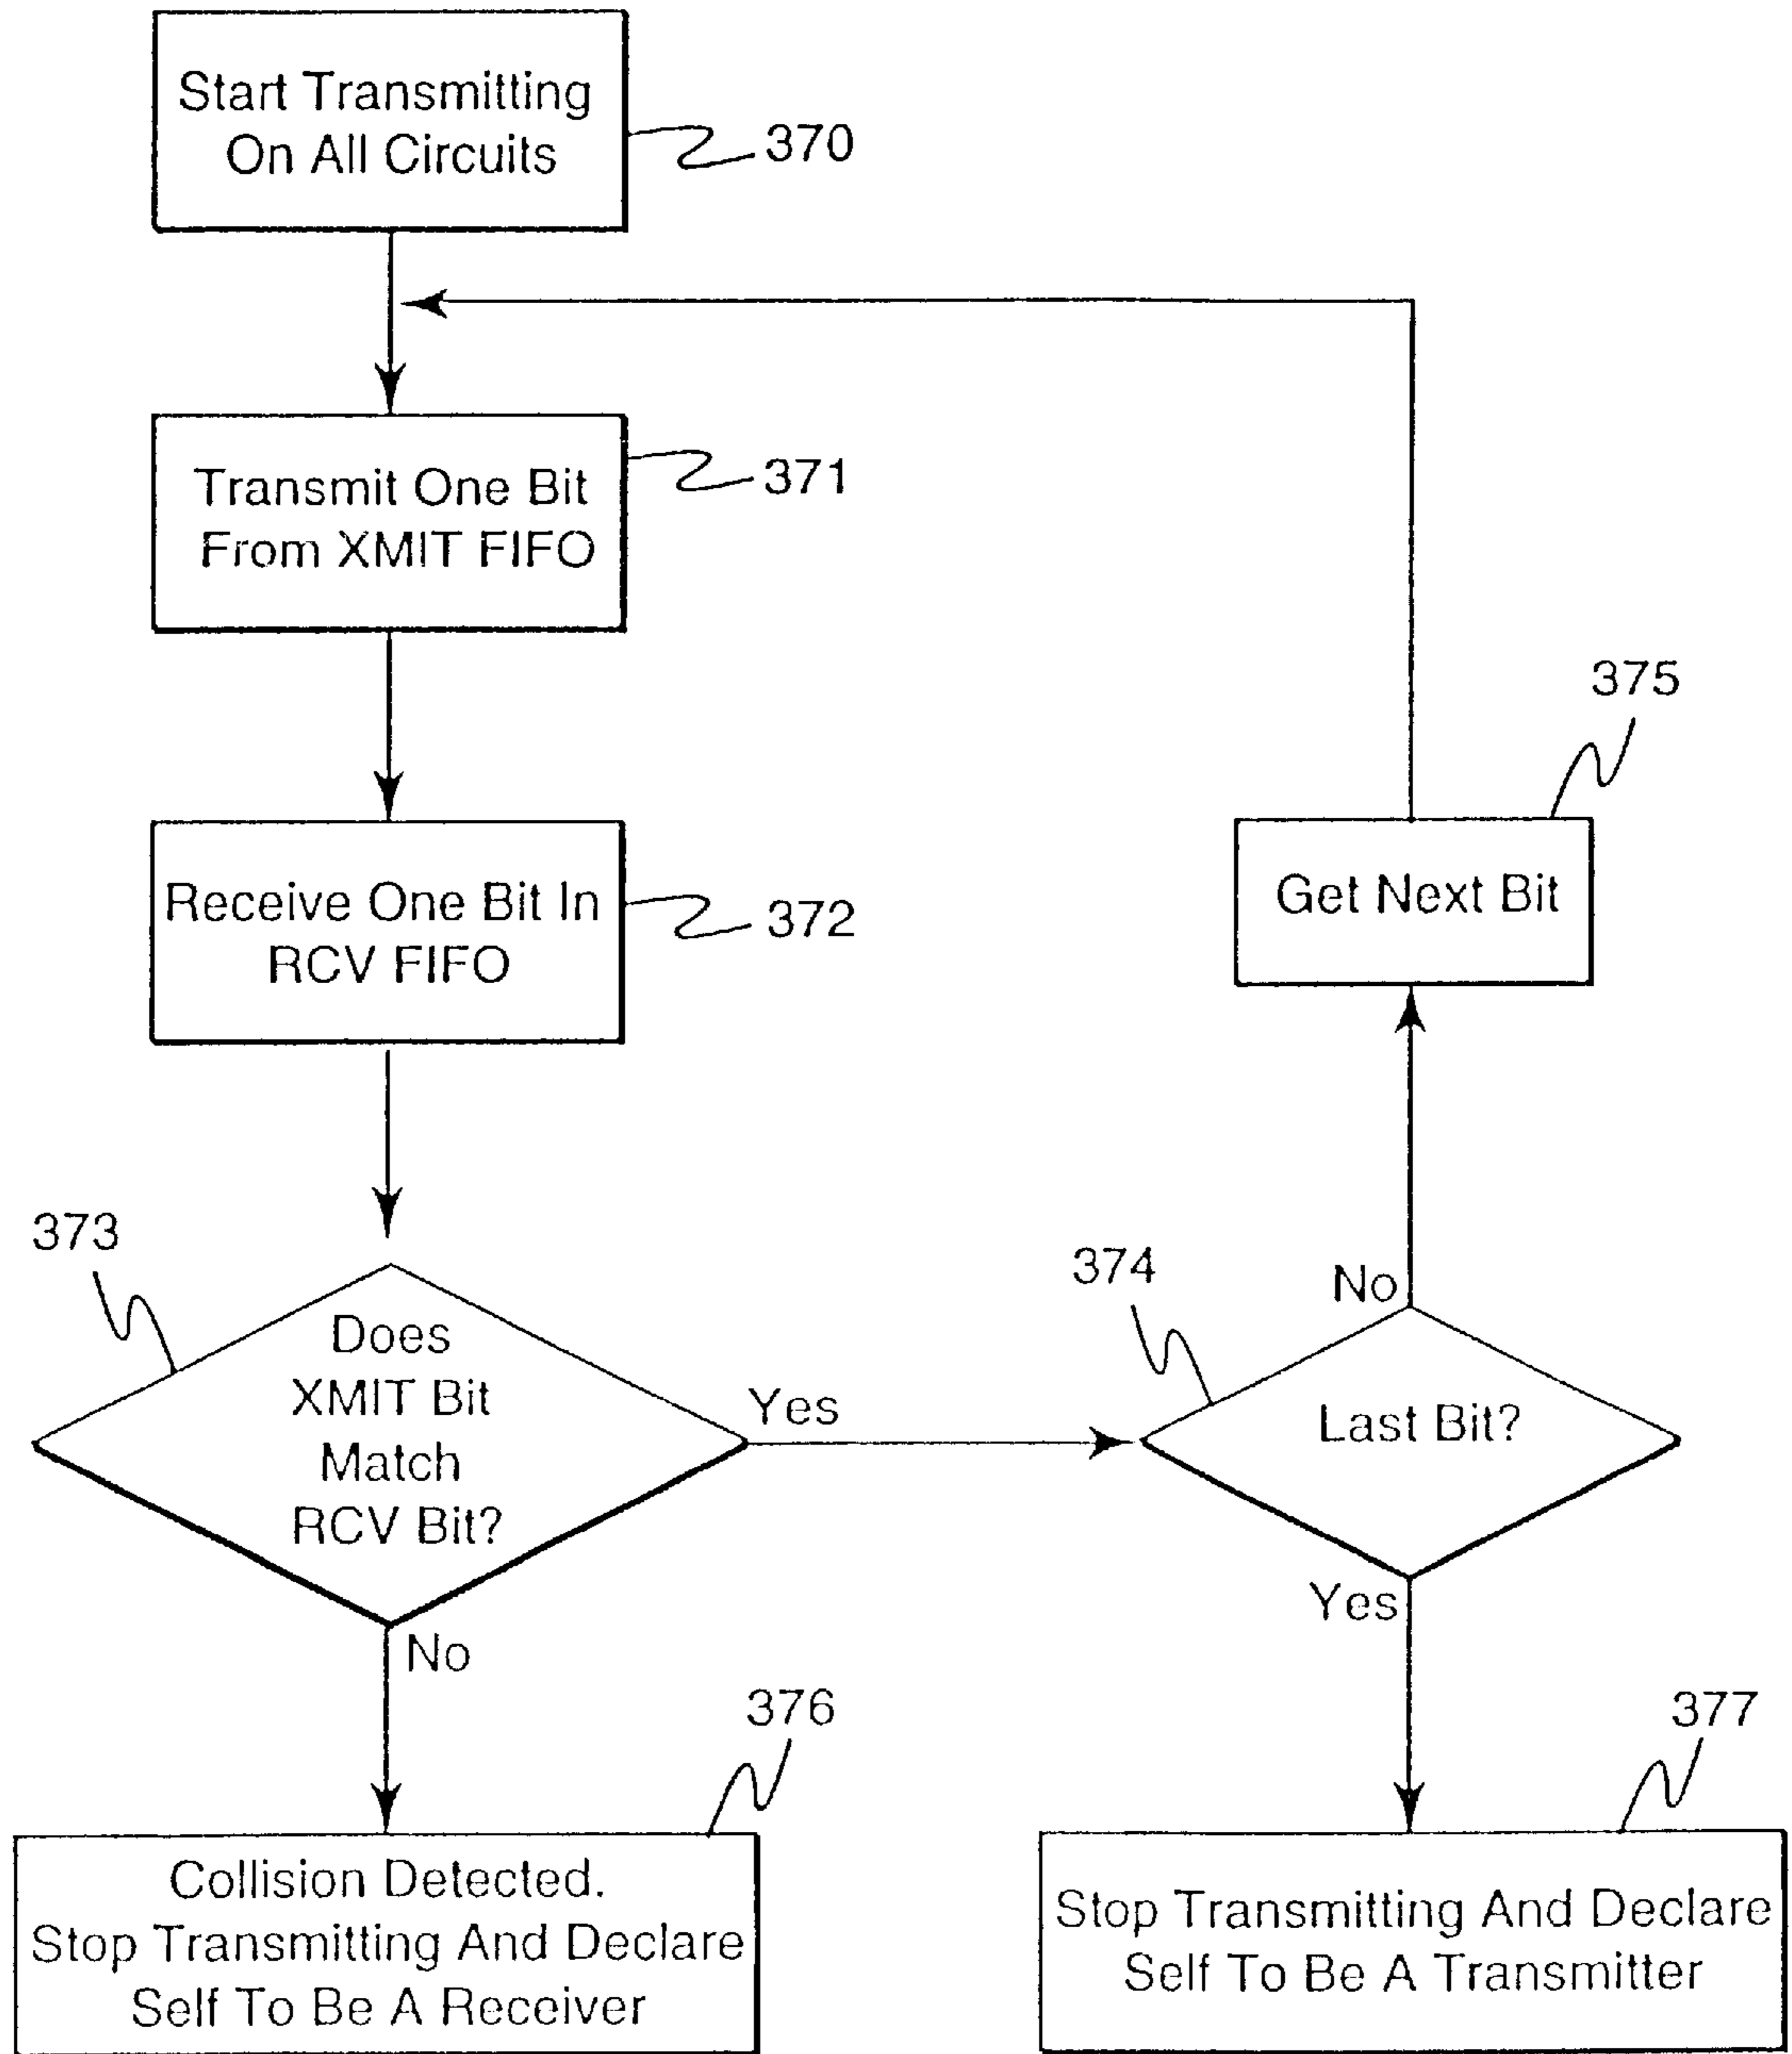 Start Transmitting
On All Circuits
370
Transmit One Bit
From XMIT FIFO
371
Receive One Bit In
RCV FIFO
372
373
Does
XMIT Bit
Match
RCV Bit?
Yes
No
374
Last Bit?
No
Yes
375
Get Next Bit
376
Collision Detected.
Stop Transmitting And Declare
Self To Be A Receiver
377
Stop Transmitting And Declare
Self To Be A Transmitter